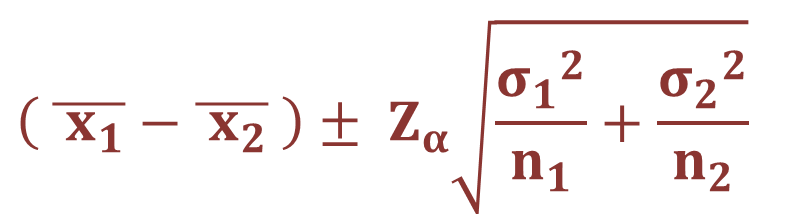 ( x̄₁ − x̄₂ ) ± Z_α √(σ₁²/n₁ + σ₂²/n₂)